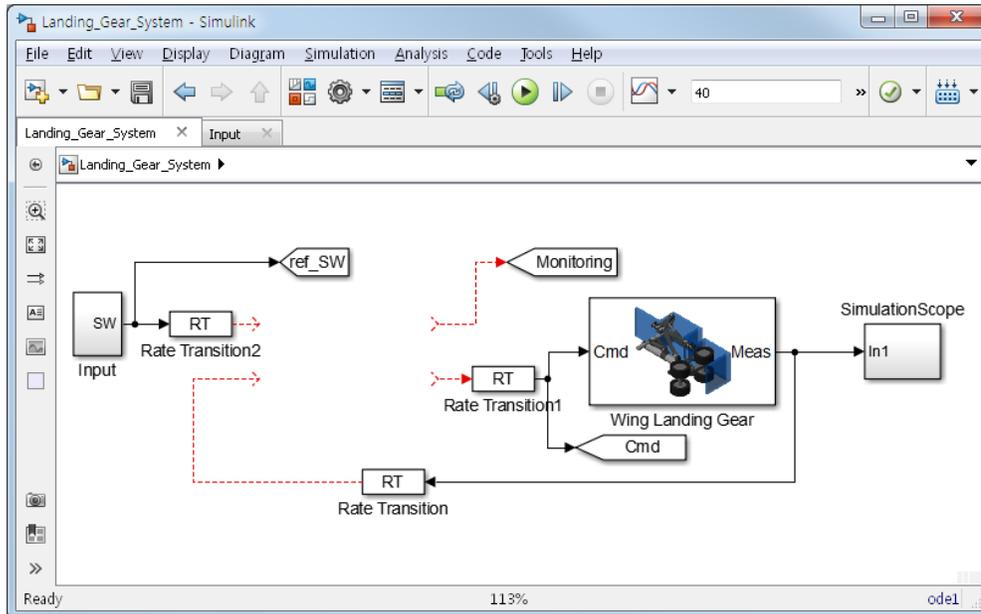 Landing_Gear_System - Simulink
File Edit View Display Diagram Simulation Analysis Code Tools Help
40
»
Landing_Gear_System Input
Landing_Gear_System
ref_SW
Monitoring
SW
RT
Input
Rate Transition2
SimulationScope
Cmd
Meas
In1
RT
Rate Transition1
Wing Landing Gear
Cmd
RT
Rate Transition
»
Ready 113% ode1